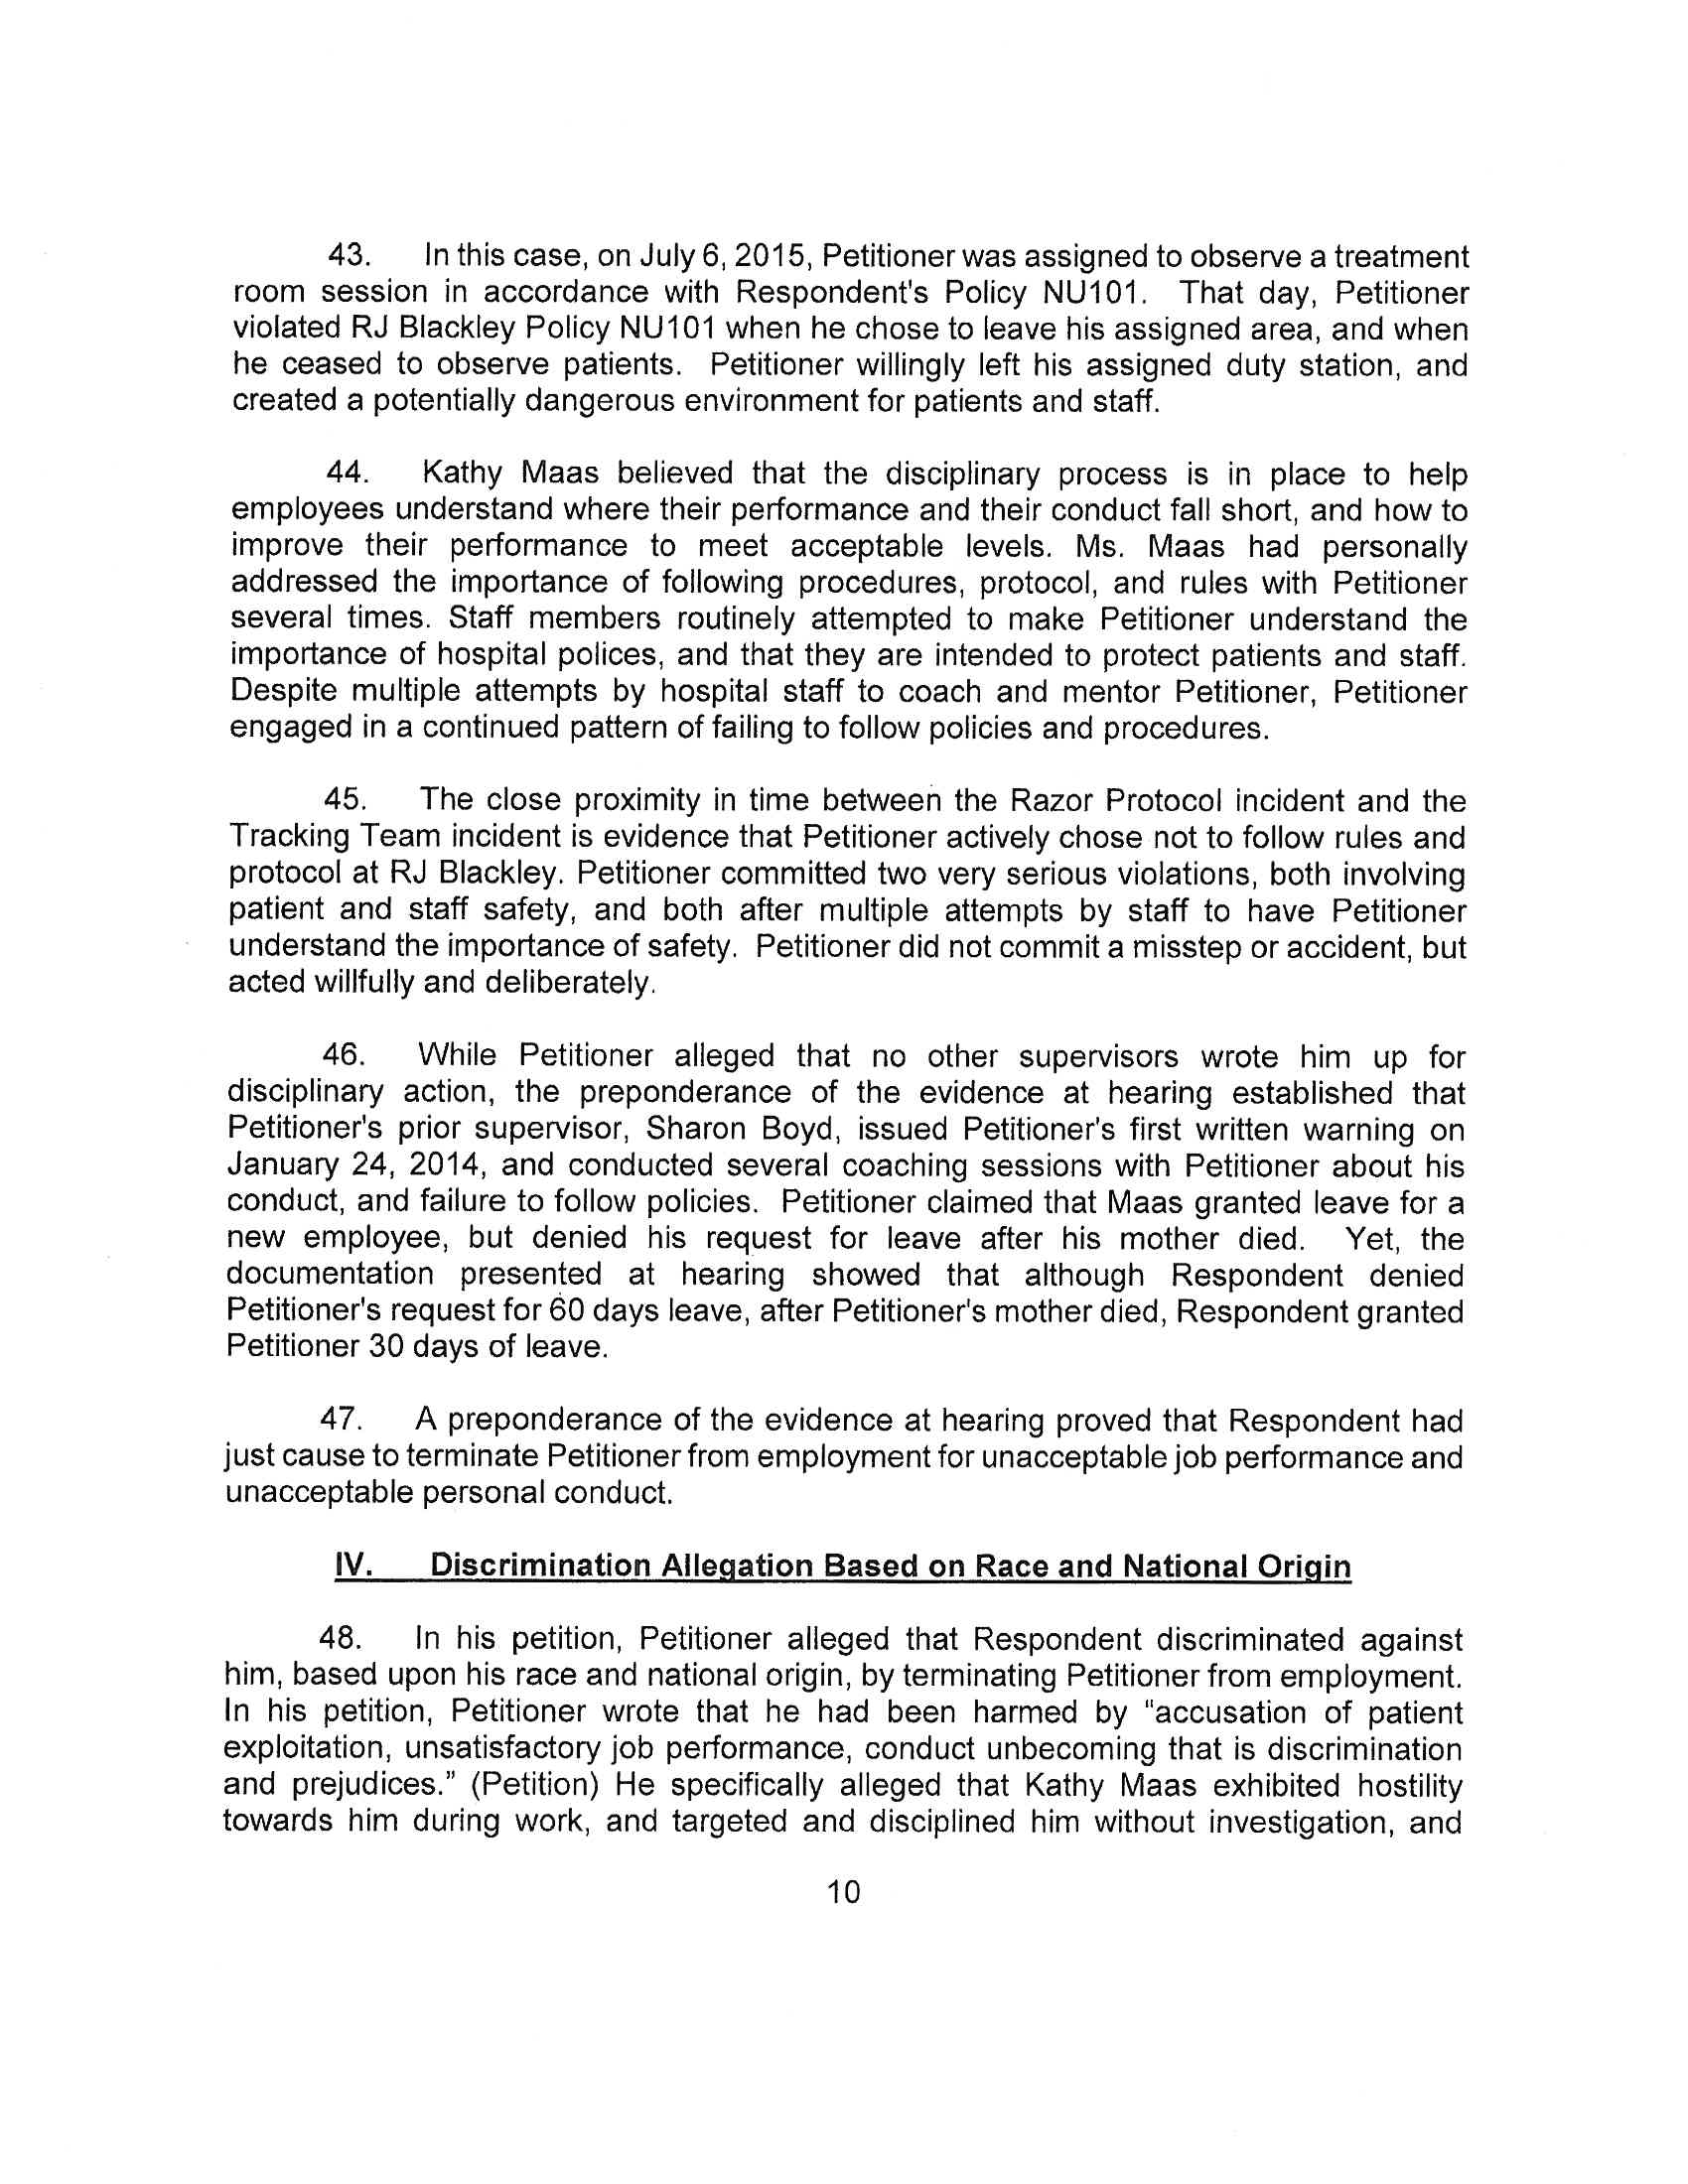 43. In this case, on July 6, 2015, Petitioner was assigned to observe a treatment
room session in accordance with Respondent's Policy NU101. That day, Petitioner
violated RJ Blackley Policy NU101 when he chose to leave his assigned area, and when
he ceased to observe patients. Petitioner willingly left his assigned duty station, and
created a potentially dangerous environment for patients and staff.
44. Kathy Maas believed that the disciplinary process is in place to help
employees understand where their performance and their conduct fall short, and how to
improve their performance to meet acceptable levels. Ms. Maas had personally
addressed the importance of following procedures, protocol, and rules with Petitioner
several times. Staff members routinely attempted to make Petitioner understand the
importance of hospital polices, and that they are intended to protect patients and staff.
Despite multiple attempts by hospital staff to coach and mentor Petitioner, Petitioner
engaged in a continued pattern of failing to follow policies and procedures.
45. The close proximity in time between the Razor Protocol incident and the
Tracking Team incident is evidence that Petitioner actively chose not to follow rules and
protocol at RJ Blackley. Petitioner committed two very serious violations, both involving
patient and staff safety, and both after multiple attempts by staff to have Petitioner
understand the importance of safety. Petitioner did not commit a misstep or accident, but
acted willfully and deliberately.
46. While Petitioner alleged that no other supervisors wrote him up for
disciplinary action, the preponderance of the evidence at hearing established that
Petitioner's prior supervisor, Sharon Boyd, issued Petitioner's first written warning on
January 24, 2014, and conducted several coaching sessions with Petitioner about his
conduct, and failure to follow policies. Petitioner claimed that Maas granted leave for a
new employee, but denied his request for leave after his mother died. Yet, the
documentation presented at hearing showed that although Respondent denied
Petitioner's request for 60 days leave, after Petitioner's mother died, Respondent granted
Petitioner 30 days of leave.
47. A preponderance of the evidence at hearing proved that Respondent had
just cause to terminate Petitioner from employment for unacceptable job performance and
unacceptable personal conduct.
IV. Discrimination Allegation Based on Race and National Origin
48. In his petition, Petitioner alleged that Respondent discriminated against
him, based upon his race and national origin, by terminating Petitioner from employment.
In his petition, Petitioner wrote that he had been harmed by "accusation of patient
exploitation, unsatisfactory job performance, conduct unbecoming that is discrimination
and prejudices.” (Petition) He specifically alleged that Kathy Maas exhibited hostility
towards him during work, and targeted and disciplined him without investigation, and
10